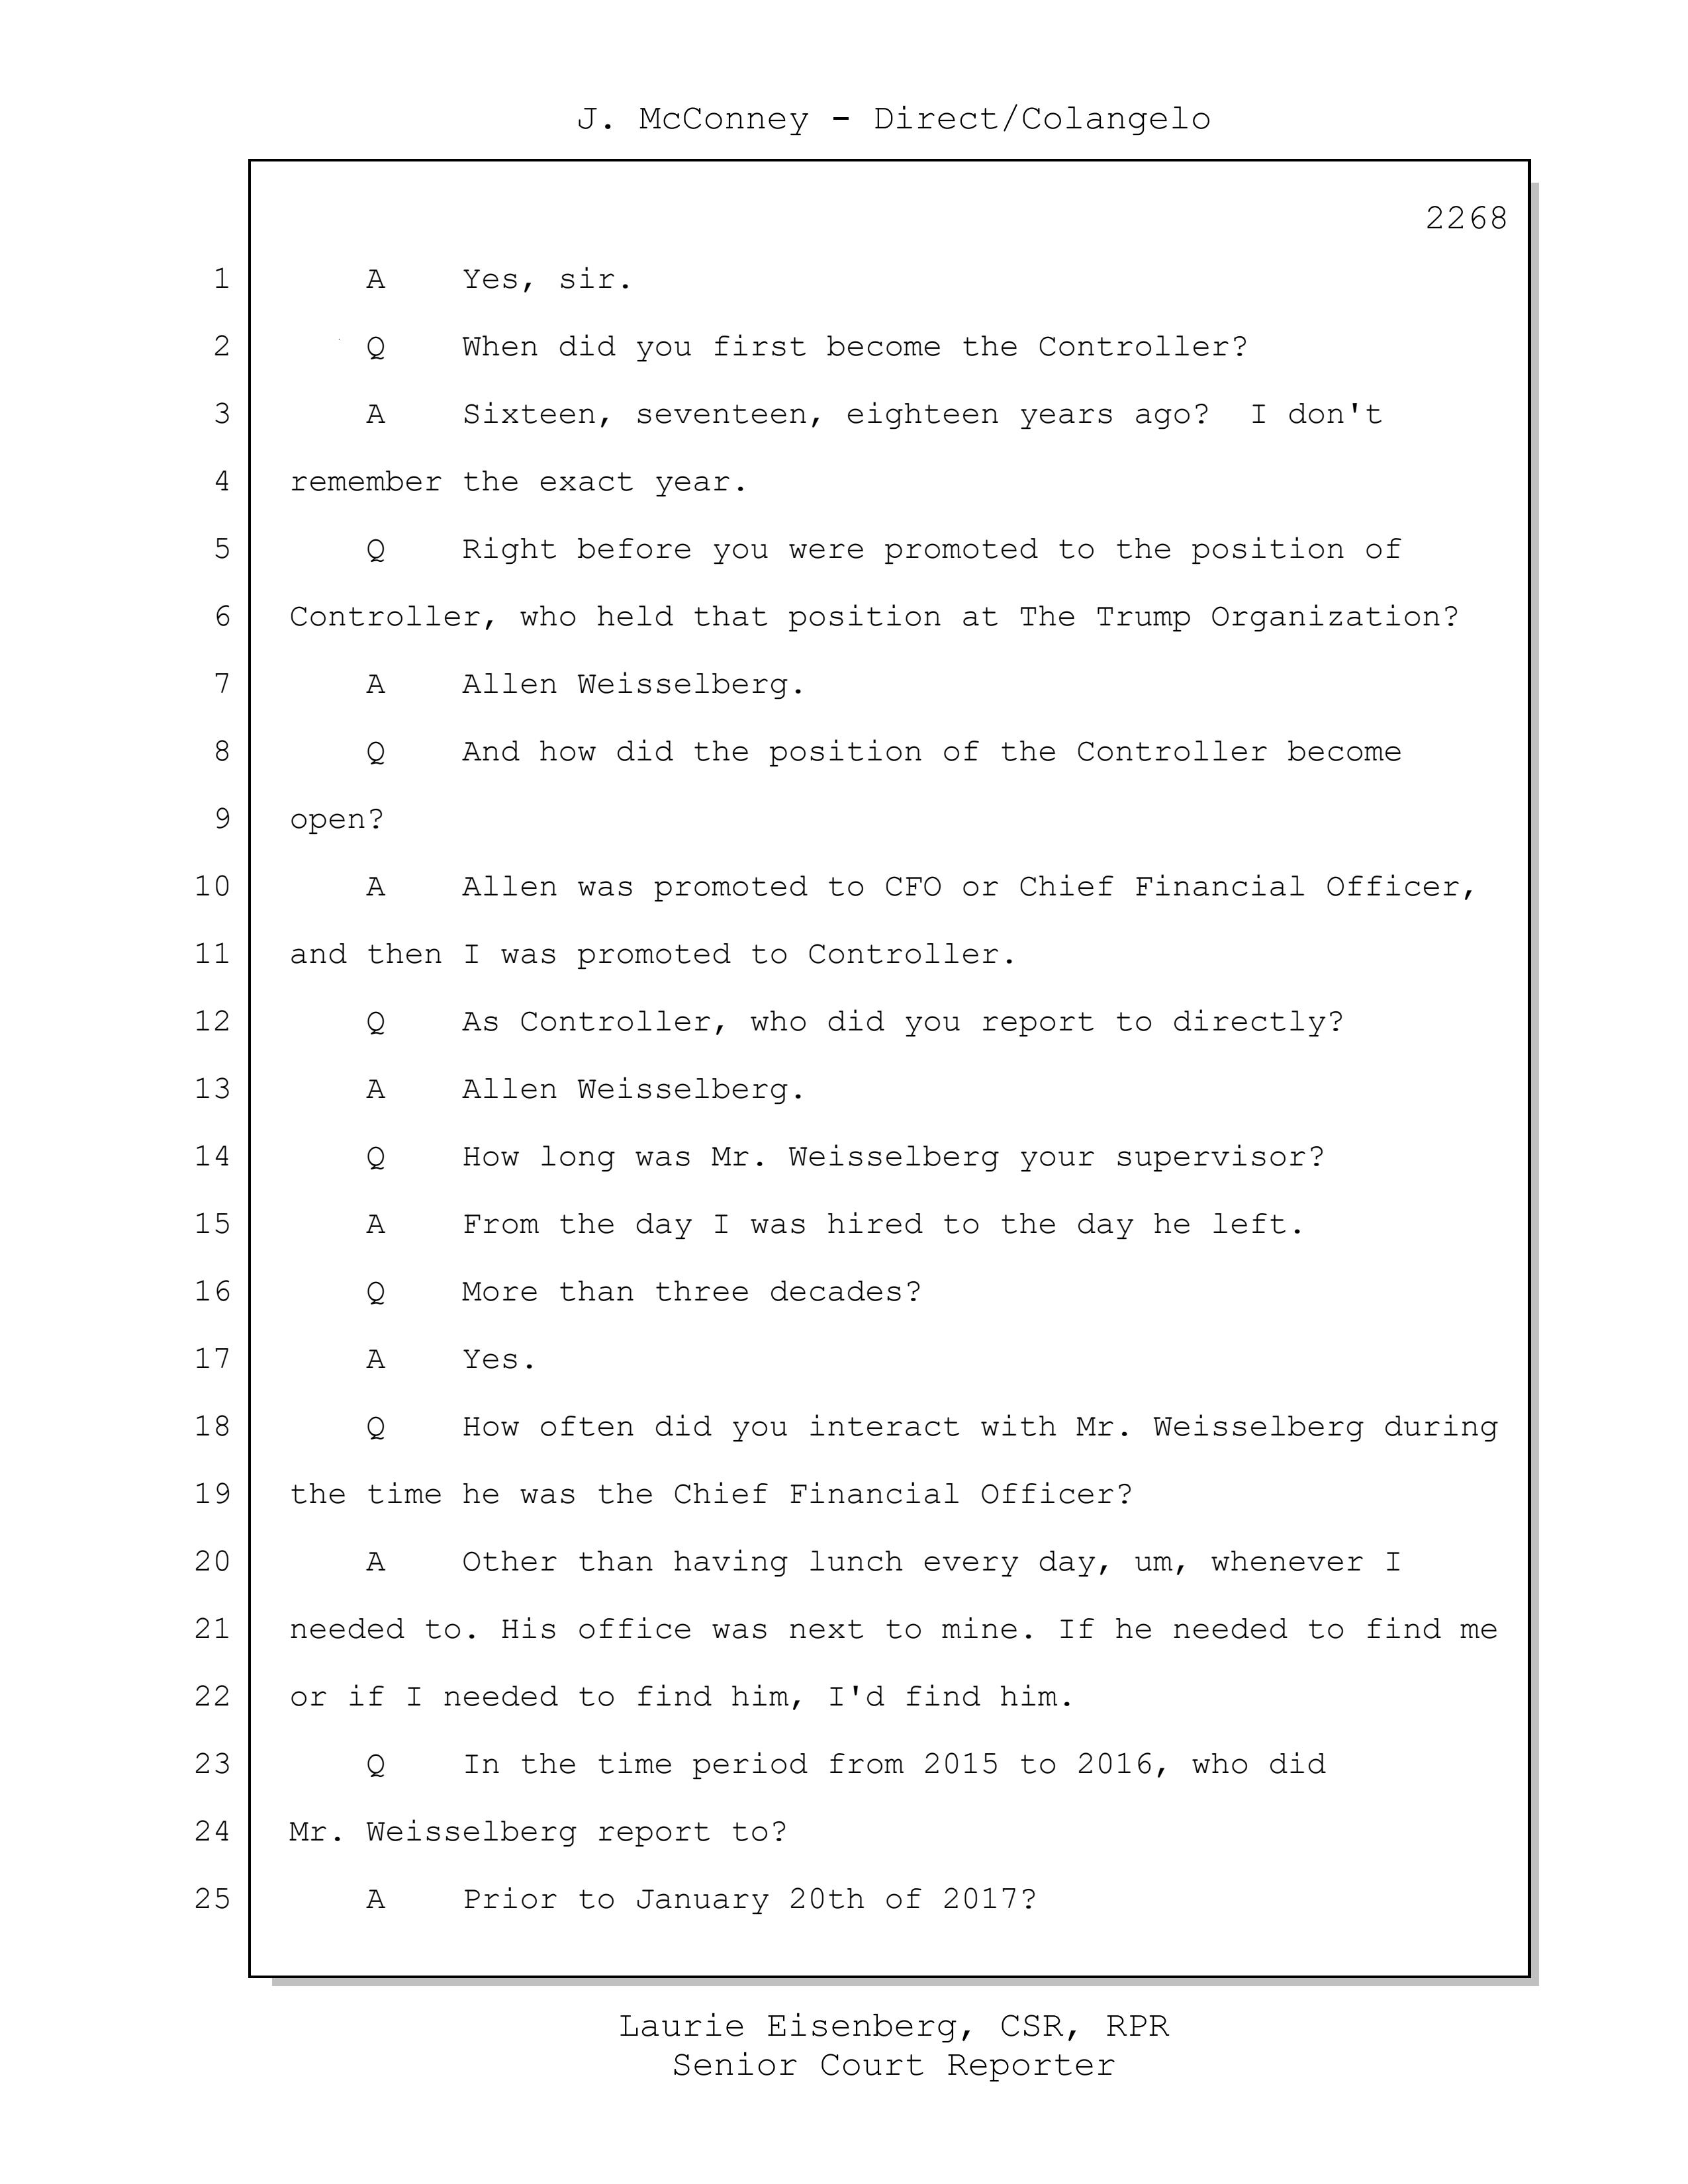 J. McConney - Direct/Colangelo
2268
1 A Yes, sir.
2 Q When did you first become the Controller?
3 A Sixteen, seventeen, eighteen years ago? I don't
4 remember the exact year.
5 Q Right before you were promoted to the position of
6 Controller, who held that position at The Trump Organization?
7 A Allen Weisselberg.
8 Q And how did the position of the Controller become
9 open?
10 A Allen was promoted to CFO or Chief Financial Officer,
11 and then I was promoted to Controller.
12 Q As Controller, who did you report to directly?
13 A Allen Weisselberg.
14 Q How long was Mr. Weisselberg your supervisor?
15 A From the day I was hired to the day he left.
16 Q More than three decades?
17 A Yes.
18 Q How often did you interact with Mr. Weisselberg during
19 the time he was the Chief Financial Officer?
20 A Other than having lunch every day, um, whenever I
21 needed to. His office was next to mine. If he needed to find me
22 or if I needed to find him, I'd find him.
23 Q In the time period from 2015 to 2016, who did
24 Mr. Weisselberg report to?
25 A Prior to January 20th of 2017?
Laurie Eisenberg, CSR, RPR
Senior Court Reporter